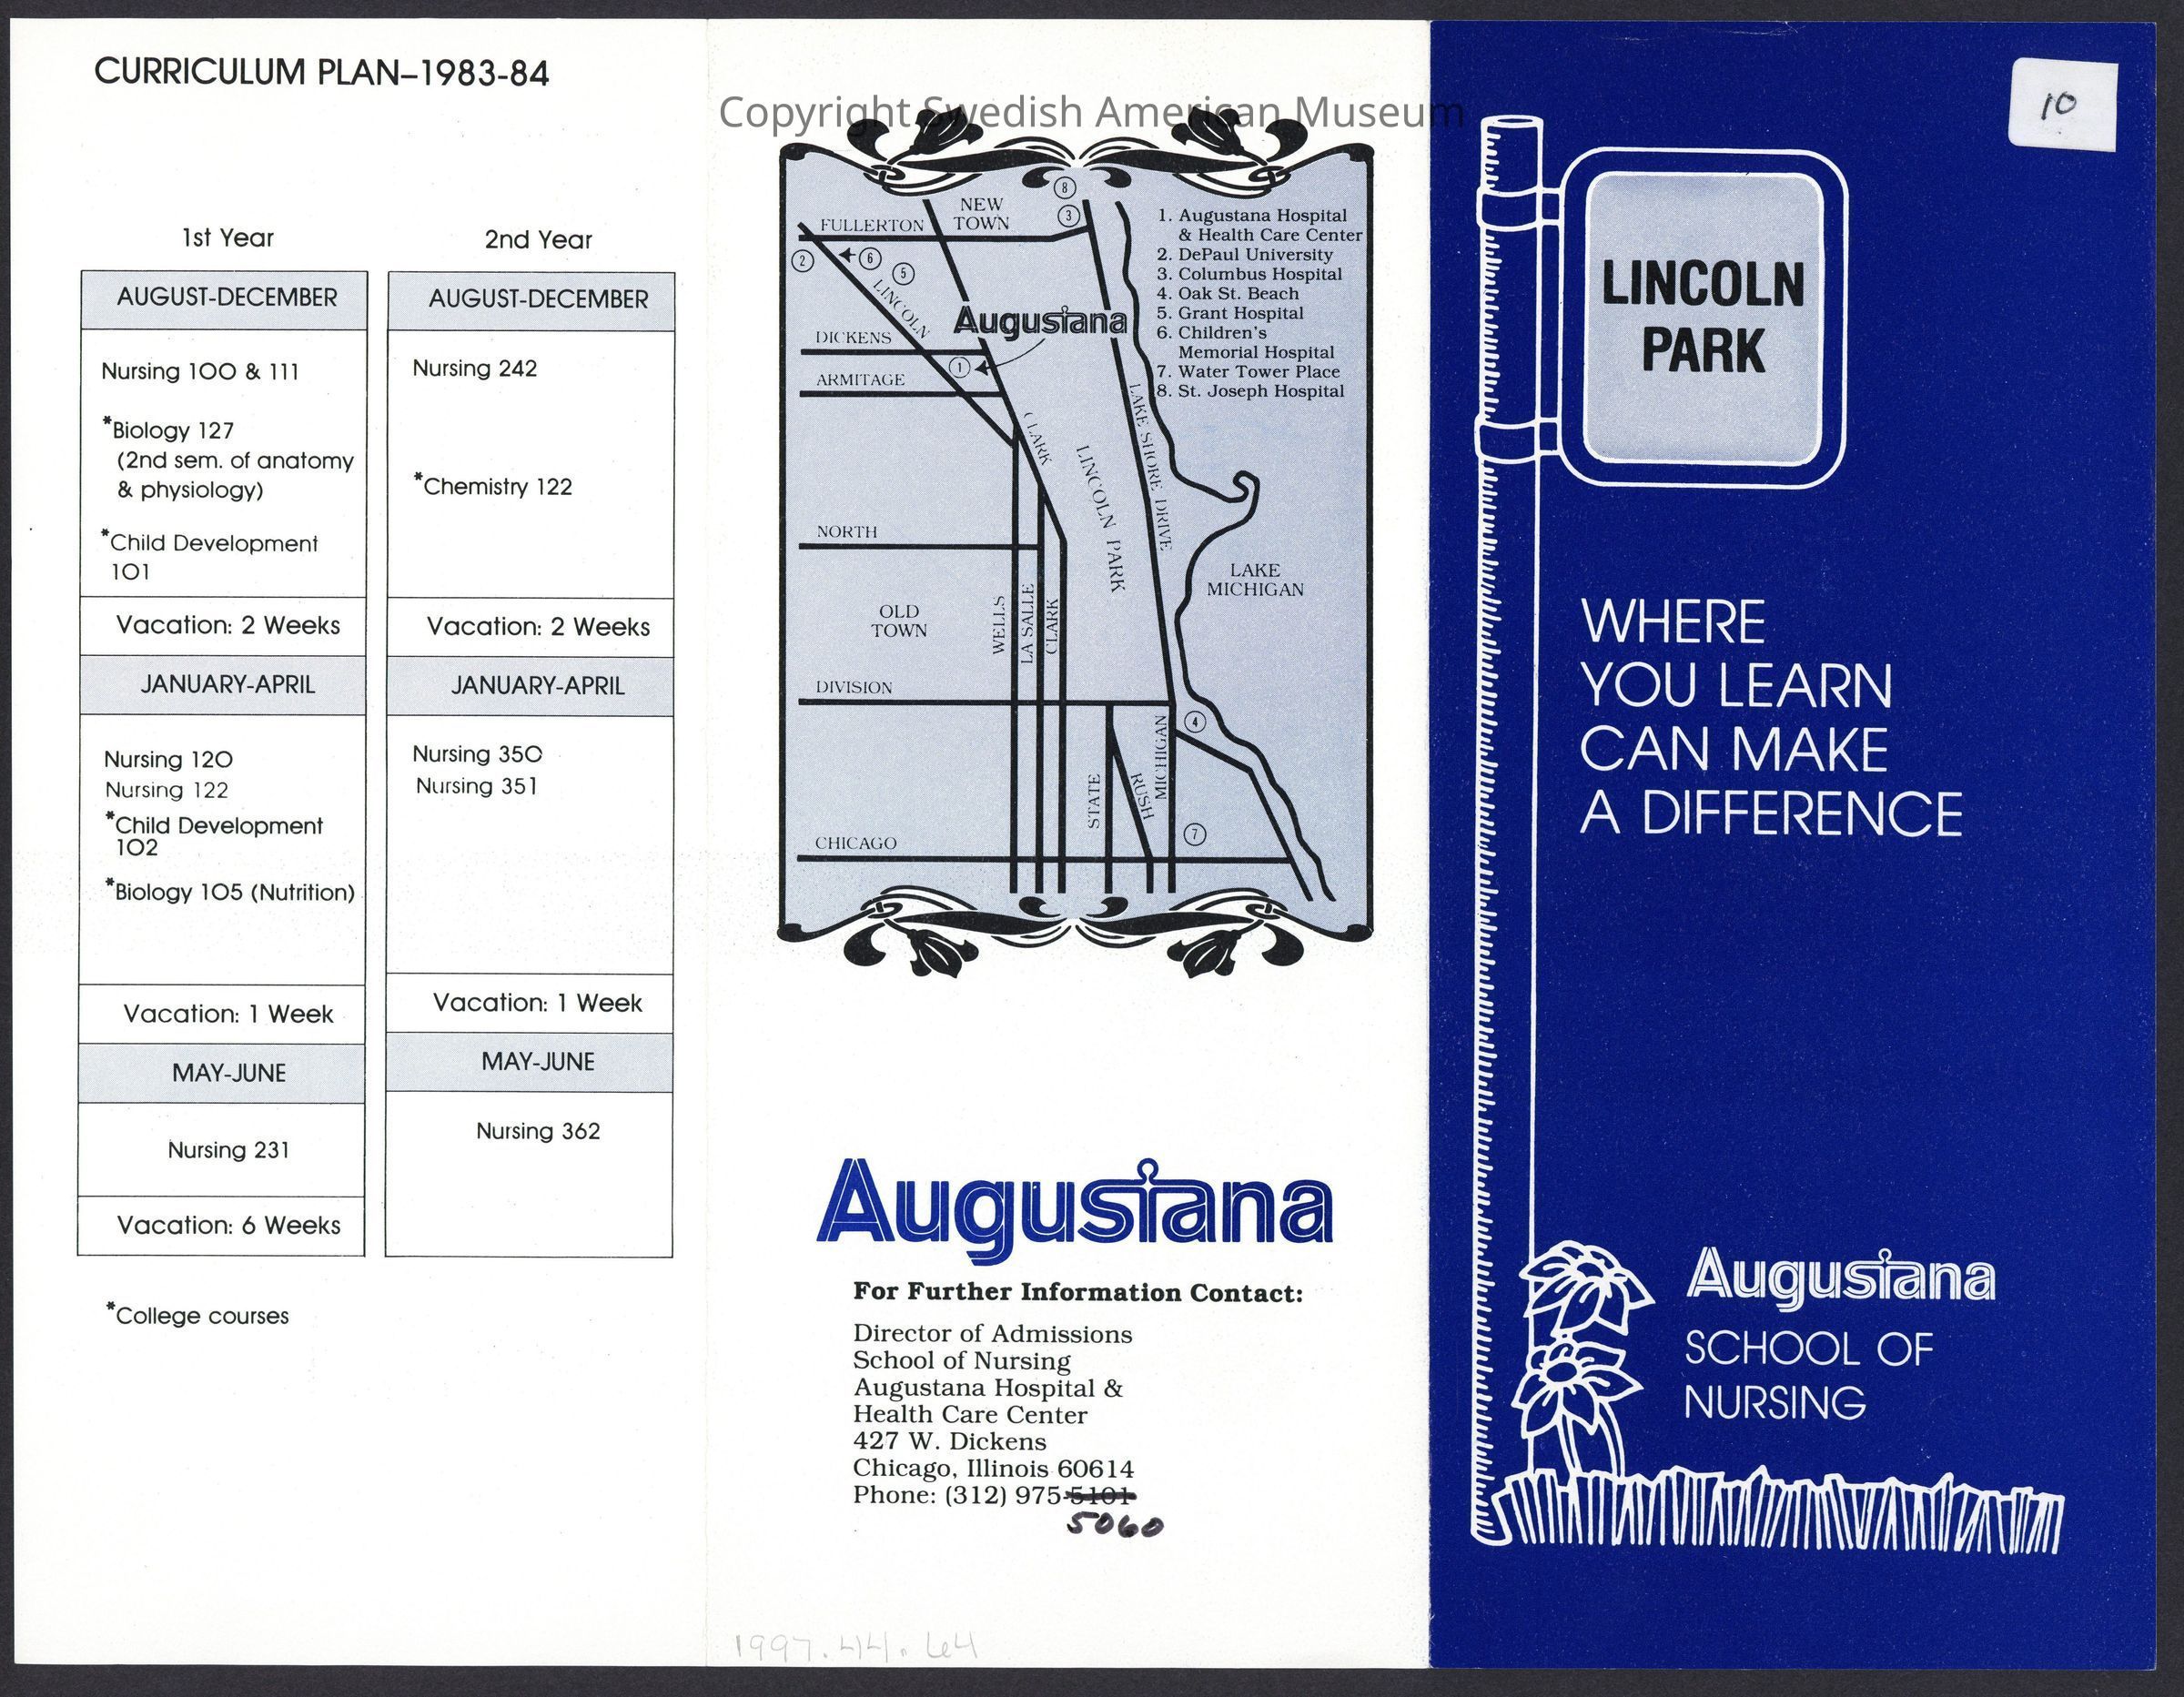 CURRICULUM PLAN–1983-84
1st Year
AUGUST-DECEMBER
Nursing 100 & 111
*Biology 127
(2nd sem. of anatomy
& physiology)
*Child Development
101
Vacation: 2 Weeks
JANUARY-APRIL
Nursing 120
Nursing 122
*Child Development
102
*Biology 105 (Nutrition)
Vacation: 1 Week
MAY-JUNE
Nursing 231
Vacation: 6 Weeks
2nd Year
AUGUST-DECEMBER
Nursing 242
*Chemistry 122
Vacation: 2 Weeks
JANUARY-APRIL
Nursing 350
Nursing 351
Vacation: 1 Week
MAY-JUNE
Nursing 362
*College courses
Copyright Swedish American Museum
8
3
NEW
TOWN
FULLERTON
2
6
5
LINCOLN
Augustana
DICKENS
1
ARMITAGE
CLARK
LINCOLN PARK
LAKE SHORE DRIVE
NORTH
LAKE
MICHIGAN
OLD
TOWN
WELLS
LA SALLE
CLARK
DIVISION
4
MICHIGAN
STATE
RUSH
7
CHICAGO
1. Augustana Hospital
& Health Care Center
2. DePaul University
3. Columbus Hospital
4. Oak St. Beach
5. Grant Hospital
6. Children's
Memorial Hospital
7. Water Tower Place
8. St. Joseph Hospital
Augustana
For Further Information Contact:
Director of Admissions
School of Nursing
Augustana Hospital &
Health Care Center
427 W. Dickens
Chicago, Illinois 60614
Phone: (312) 975-5101
5060
1997.44.64
10
LINCOLN
PARK
WHERE
YOU LEARN
CAN MAKE
A DIFFERENCE
Augustana
SCHOOL OF
NURSING